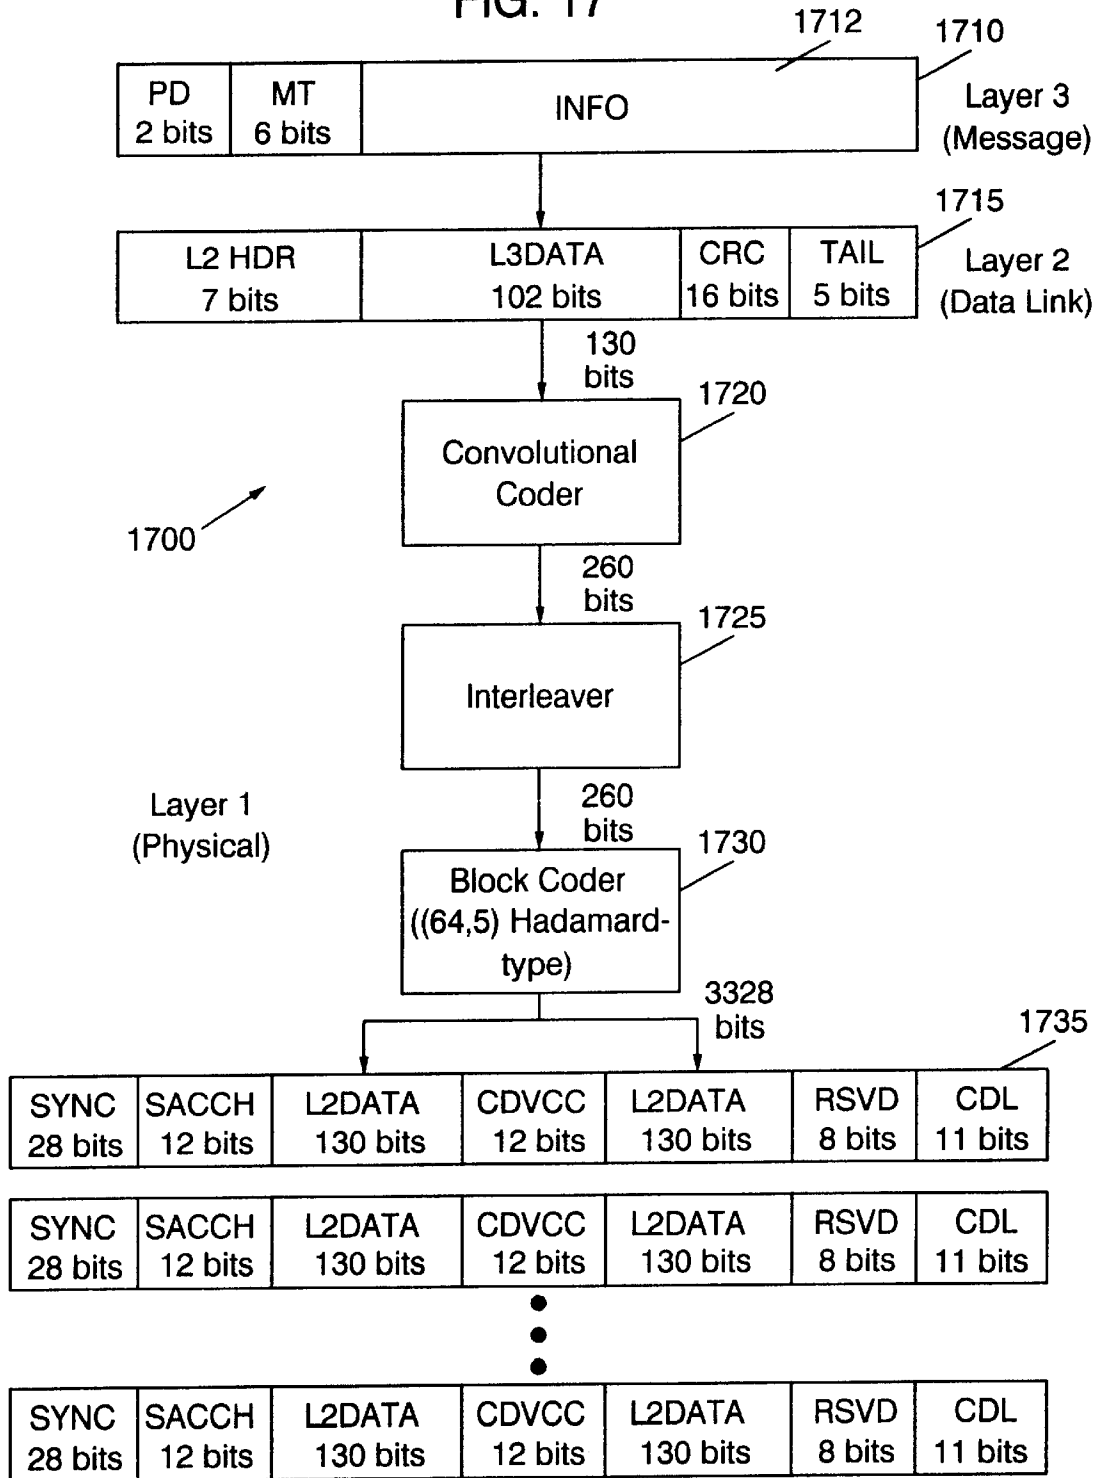 FIG. 17
1712
1710
PD
2 bits
MT
6 bits
INFO
Layer 3
(Message)
1715
L2 HDR
7 bits
L3DATA
102 bits
CRC
16 bits
TAIL
5 bits
Layer 2
(Data Link)
130
bits
1720
Convolutional
Coder
1700
260
bits
1725
Interleaver
Layer 1
(Physical)
260
bits
1730
Block Coder
((64,5) Hadamard-
type)
3328
bits
1735
SYNC
28 bits
SACCH
12 bits
L2DATA
130 bits
CDVCC
12 bits
L2DATA
130 bits
RSVD
8 bits
CDL
11 bits
SYNC
28 bits
SACCH
12 bits
L2DATA
130 bits
CDVCC
12 bits
L2DATA
130 bits
RSVD
8 bits
CDL
11 bits
SYNC
28 bits
SACCH
12 bits
L2DATA
130 bits
CDVCC
12 bits
L2DATA
130 bits
RSVD
8 bits
CDL
11 bits